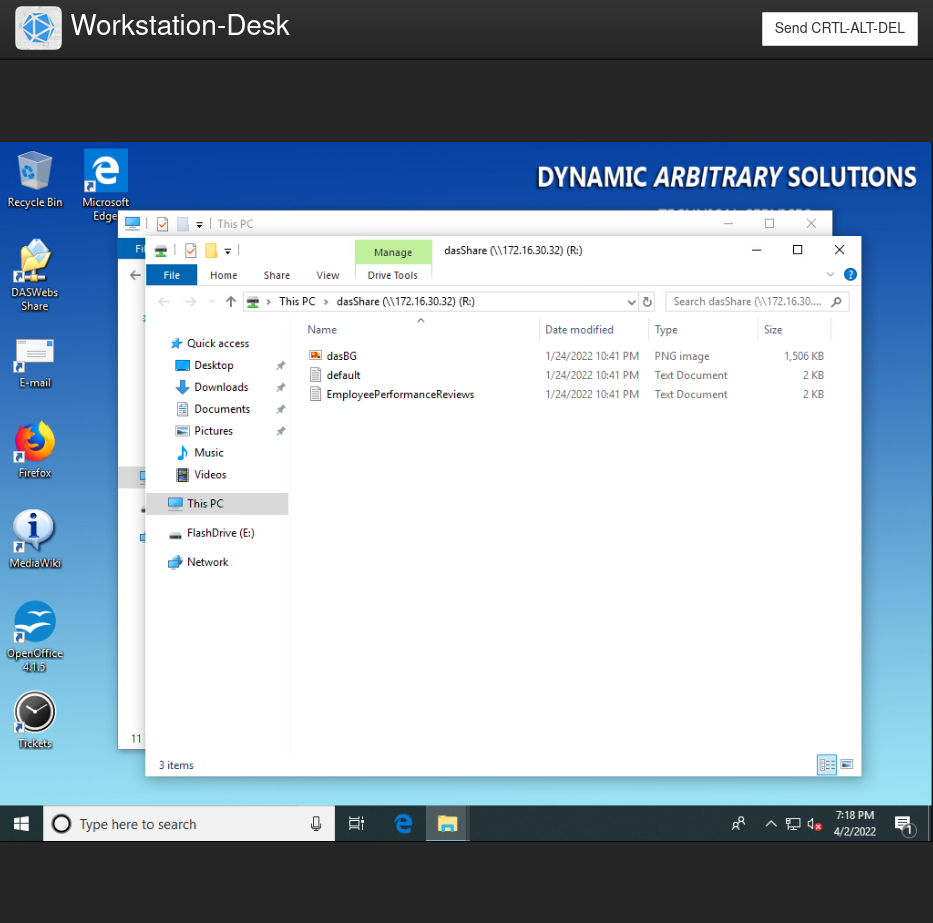 Workstation-Desk
Send CRTL-ALT-DEL
DYNAMIC ARBITRARY SOLUTIONS
Recycle Bin
Microsoft
Edge
DASWebs
Share
E-mail
Firefox
MediaWiki
OpenOffice
4.1.5
Tickets
This PC
Fi
11
Manage
dasShare (\\172.16.30.32) (R:)
File
Home
Share
View
Drive Tools
This PC > dasShare (\\172.16.30.32) (R:)
Search dasShare (\\172.16.30....
Name
Date modified
Type
Size
Quick access
Desktop
Downloads
Documents
Pictures
Music
Videos
This PC
FlashDrive (E:)
Network
dasBG 1/24/2022 10:41 PM PNG image 1,506 KB
default 1/24/2022 10:41 PM Text Document 2 KB
EmployeePerformanceReviews 1/24/2022 10:41 PM Text Document 2 KB
3 items
Type here to search
7:18 PM
4/2/2022
1